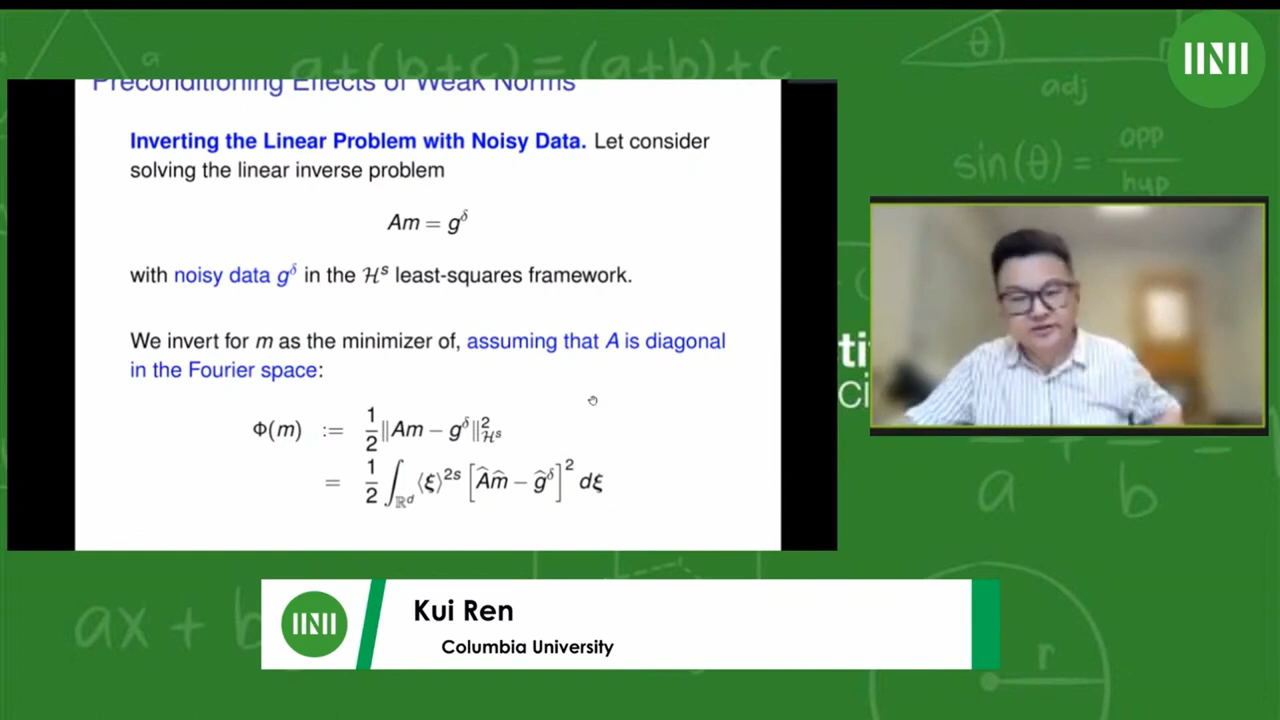 a+(b+c)=(a+b)+c
a
θ
adj
sin(θ) = opp/hyp
Preconditioning Effects of Weak Norms
Inverting the Linear Problem with Noisy Data. Let consider
solving the linear inverse problem
Am = g^δ
with noisy data g^δ in the ℋ^s least-squares framework.
We invert for m as the minimizer of, assuming that A is diagonal
in the Fourier space:
Φ(m) := 1/2 ‖Am − g^δ‖²_{ℋ^s}
= 1/2 ∫_{ℝ^d} ⟨ξ⟩^{2s} [Âm̂ − ĝ^δ]² dξ
a b
ax + b
r
Kui Ren
Columbia University